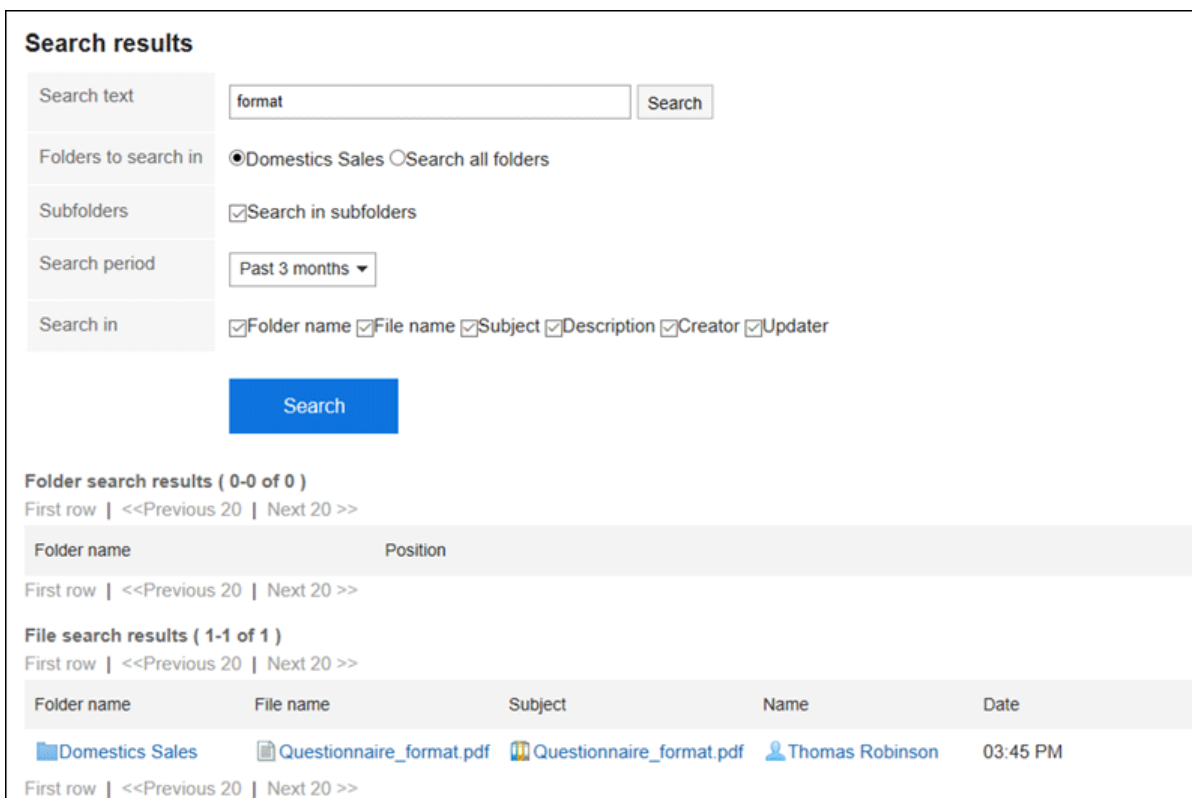 Search results
Search text format Search
Folders to search in Domestics Sales Search all folders
Subfolders Search in subfolders
Search period Past 3 months
Search in Folder name File name Subject Description Creator Updater
Search
Folder search results ( 0-0 of 0 )
First row | <<Previous 20 | Next 20 >>
Folder name Position
First row | <<Previous 20 | Next 20 >>
File search results ( 1-1 of 1 )
First row | <<Previous 20 | Next 20 >>
Folder name File name Subject Name Date
Domestics Sales Questionnaire_format.pdf Questionnaire_format.pdf Thomas Robinson 03:45 PM
First row | <<Previous 20 | Next 20 >>